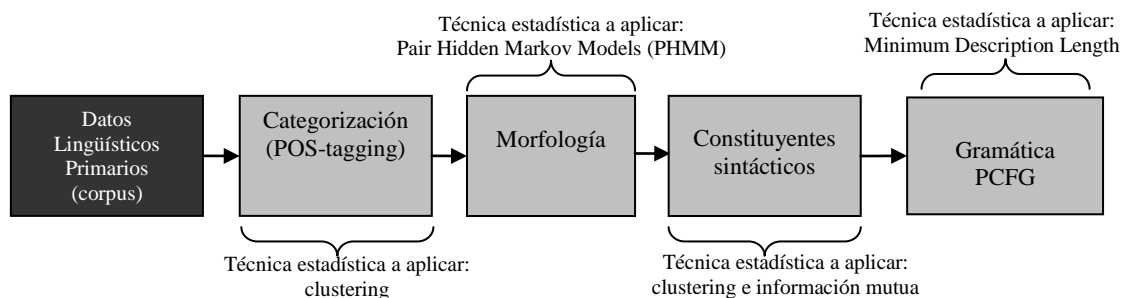 Técnica estadística a aplicar:
Pair Hidden Markov Models (PHMM)
Técnica estadística a aplicar:
Minimum Description Length
Datos
Lingüísticos
Primarios
(corpus)
Categorización
(POS-tagging)
Morfología
Constituyentes
sintácticos
Gramática
PCFG
Técnica estadística a aplicar:
clustering
Técnica estadística a aplicar:
clustering e información mutua